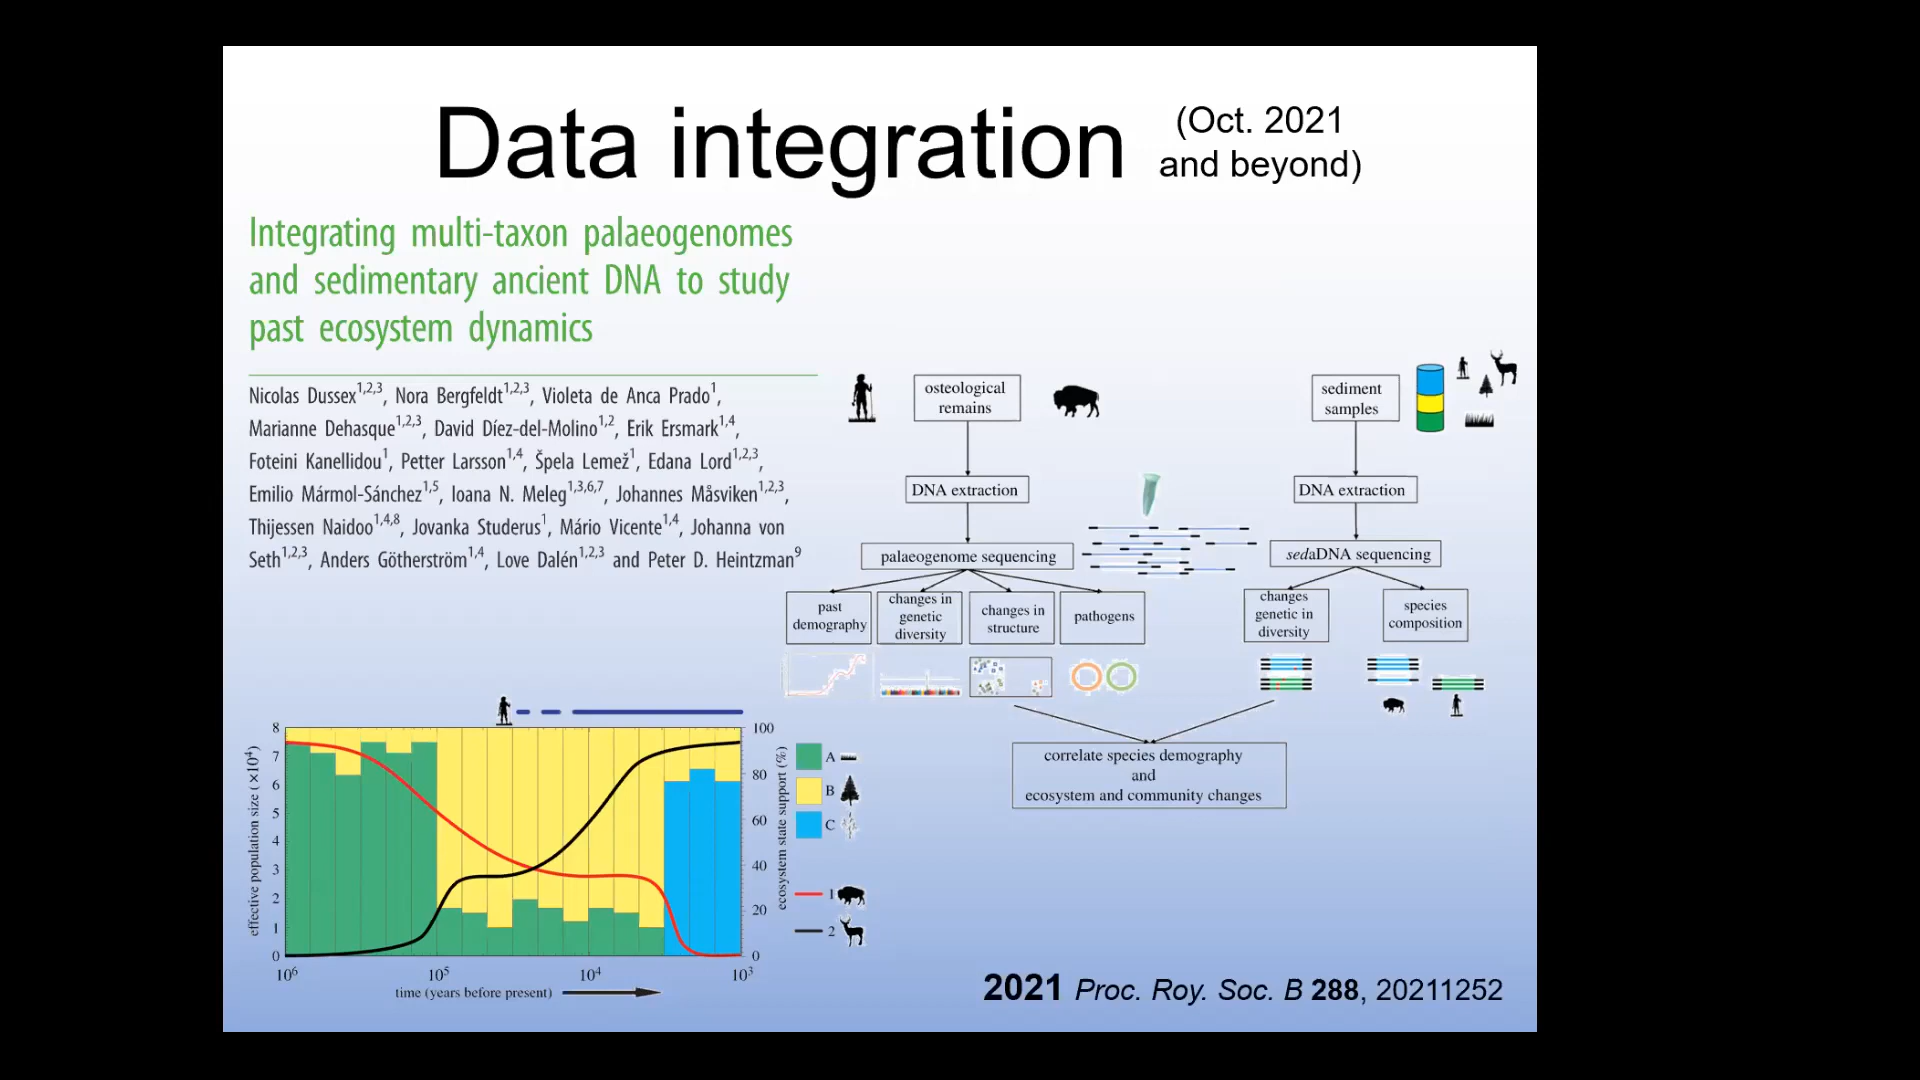 Data integration
(Oct. 2021
and beyond)
Integrating multi-taxon palaeogenomes
and sedimentary ancient DNA to study
past ecosystem dynamics
Nicolas Dussex1,2,3, Nora Bergfeldt1,2,3, Violeta de Anca Prado1,
Marianne Dehasque1,2,3, David Díez-del-Molino1,2, Erik Ersmark1,4,
Foteini Kanellidou1, Petter Larsson1,4, Špela Lemež1, Edana Lord1,2,3,
Emilio Mármol-Sánchez1,5, Ioana N. Meleg1,3,6,7, Johannes Måsviken1,2,3,
Thijessen Naidoo1,4,8, Jovanka Studerus1, Mário Vicente1,4, Johanna von
Seth1,2,3, Anders Götherström1,4, Love Dalén1,2,3 and Peter D. Heintzman9
osteological
remains
DNA extraction
palaeogenome sequencing
past
demography
changes in
genetic
diversity
changes in
structure
pathogens
sediment
samples
DNA extraction
sedaDNA sequencing
changes
genetic in
diversity
species
composition
correlate species demography
and
ecosystem and community changes
effective population size (×10⁴)
8
7
6
5
4
3
2
1
0
100
80
60
40
20
0
ecosystem state support (%)
10⁶
10⁵
10⁴
10³
time (years before present)
A
B
C
1
2
2021 Proc. Roy. Soc. B 288, 20211252